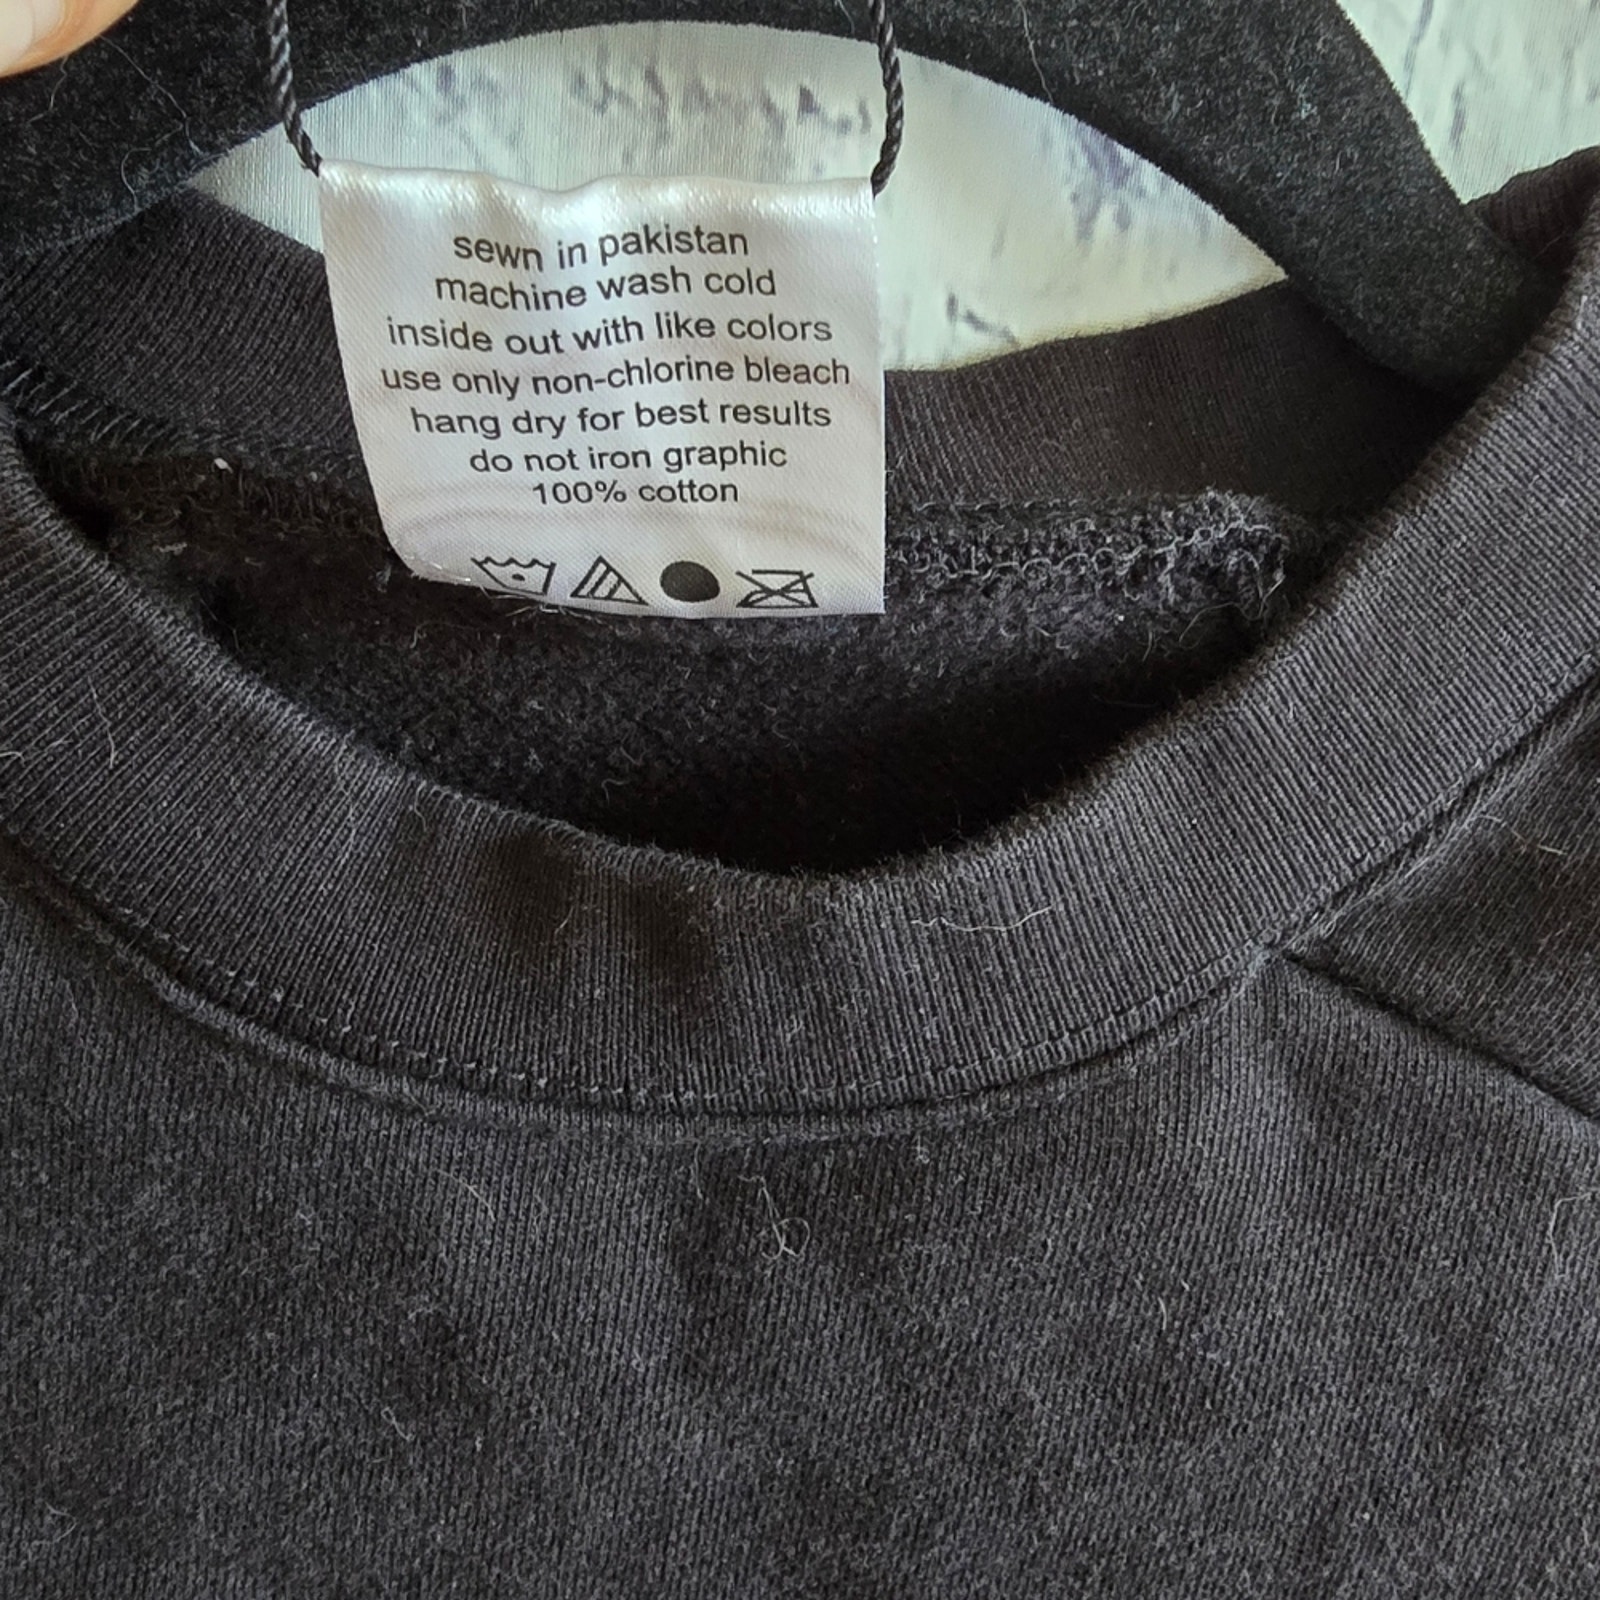 sewn in pakistan
machine wash cold
inside out with like colors
use only non-chlorine bleach
hang dry for best results
do not iron graphic
100% cotton